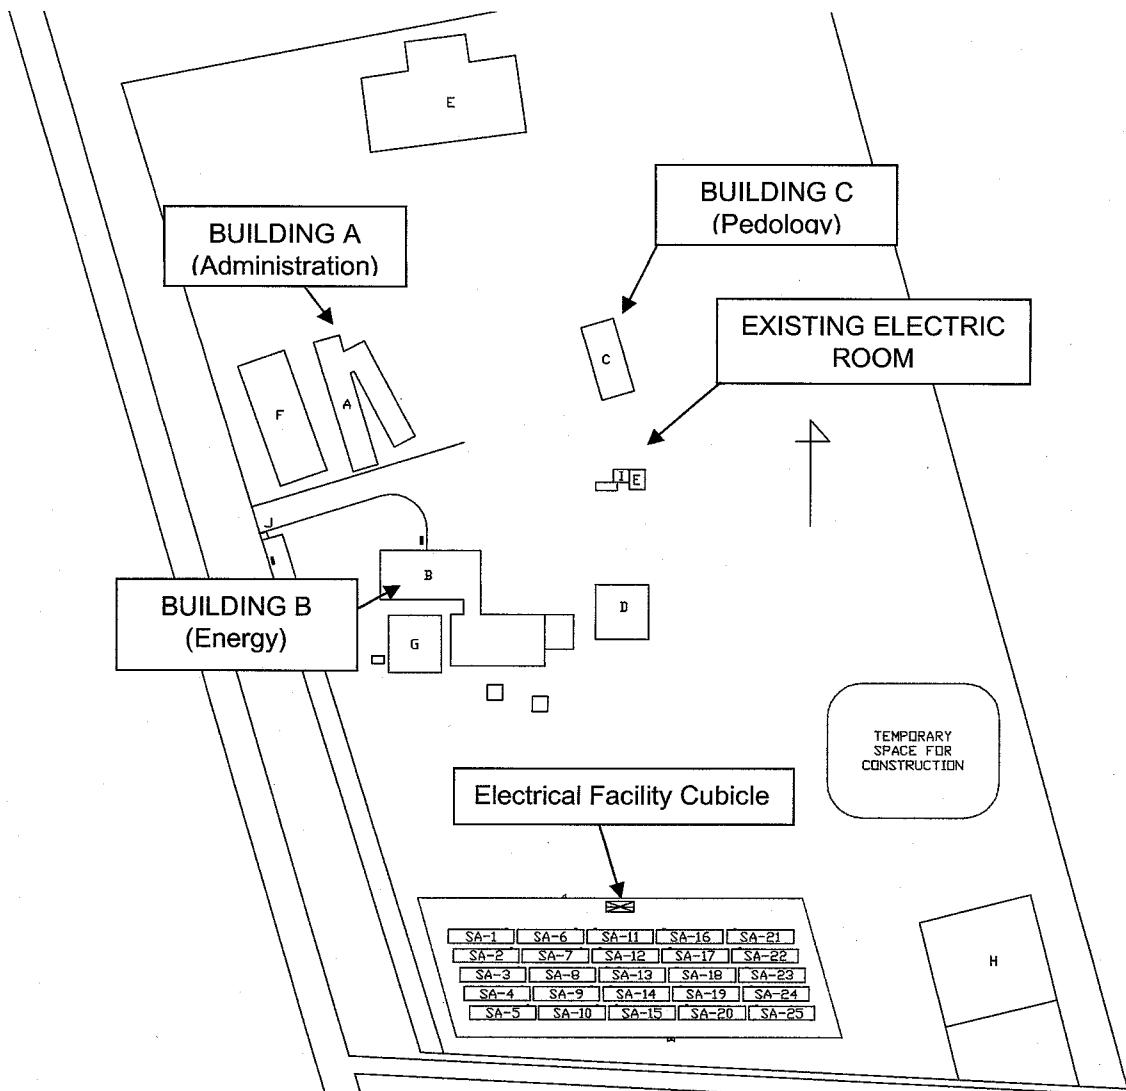 E
BUILDING C
(Pedology)
BUILDING A
(Administration)
EXISTING ELECTRIC
ROOM
C
F
A
I
E
J
B
BUILDING B
(Energy)
D
G
TEMPORARY
SPACE FOR
CONSTRUCTION
Electrical Facility Cubicle
SA-1 SA-6 SA-11 SA-16 SA-21
SA-2 SA-7 SA-12 SA-17 SA-22
SA-3 SA-8 SA-13 SA-18 SA-23
SA-4 SA-9 SA-14 SA-19 SA-24
SA-5 SA-10 SA-15 SA-20 SA-25
H